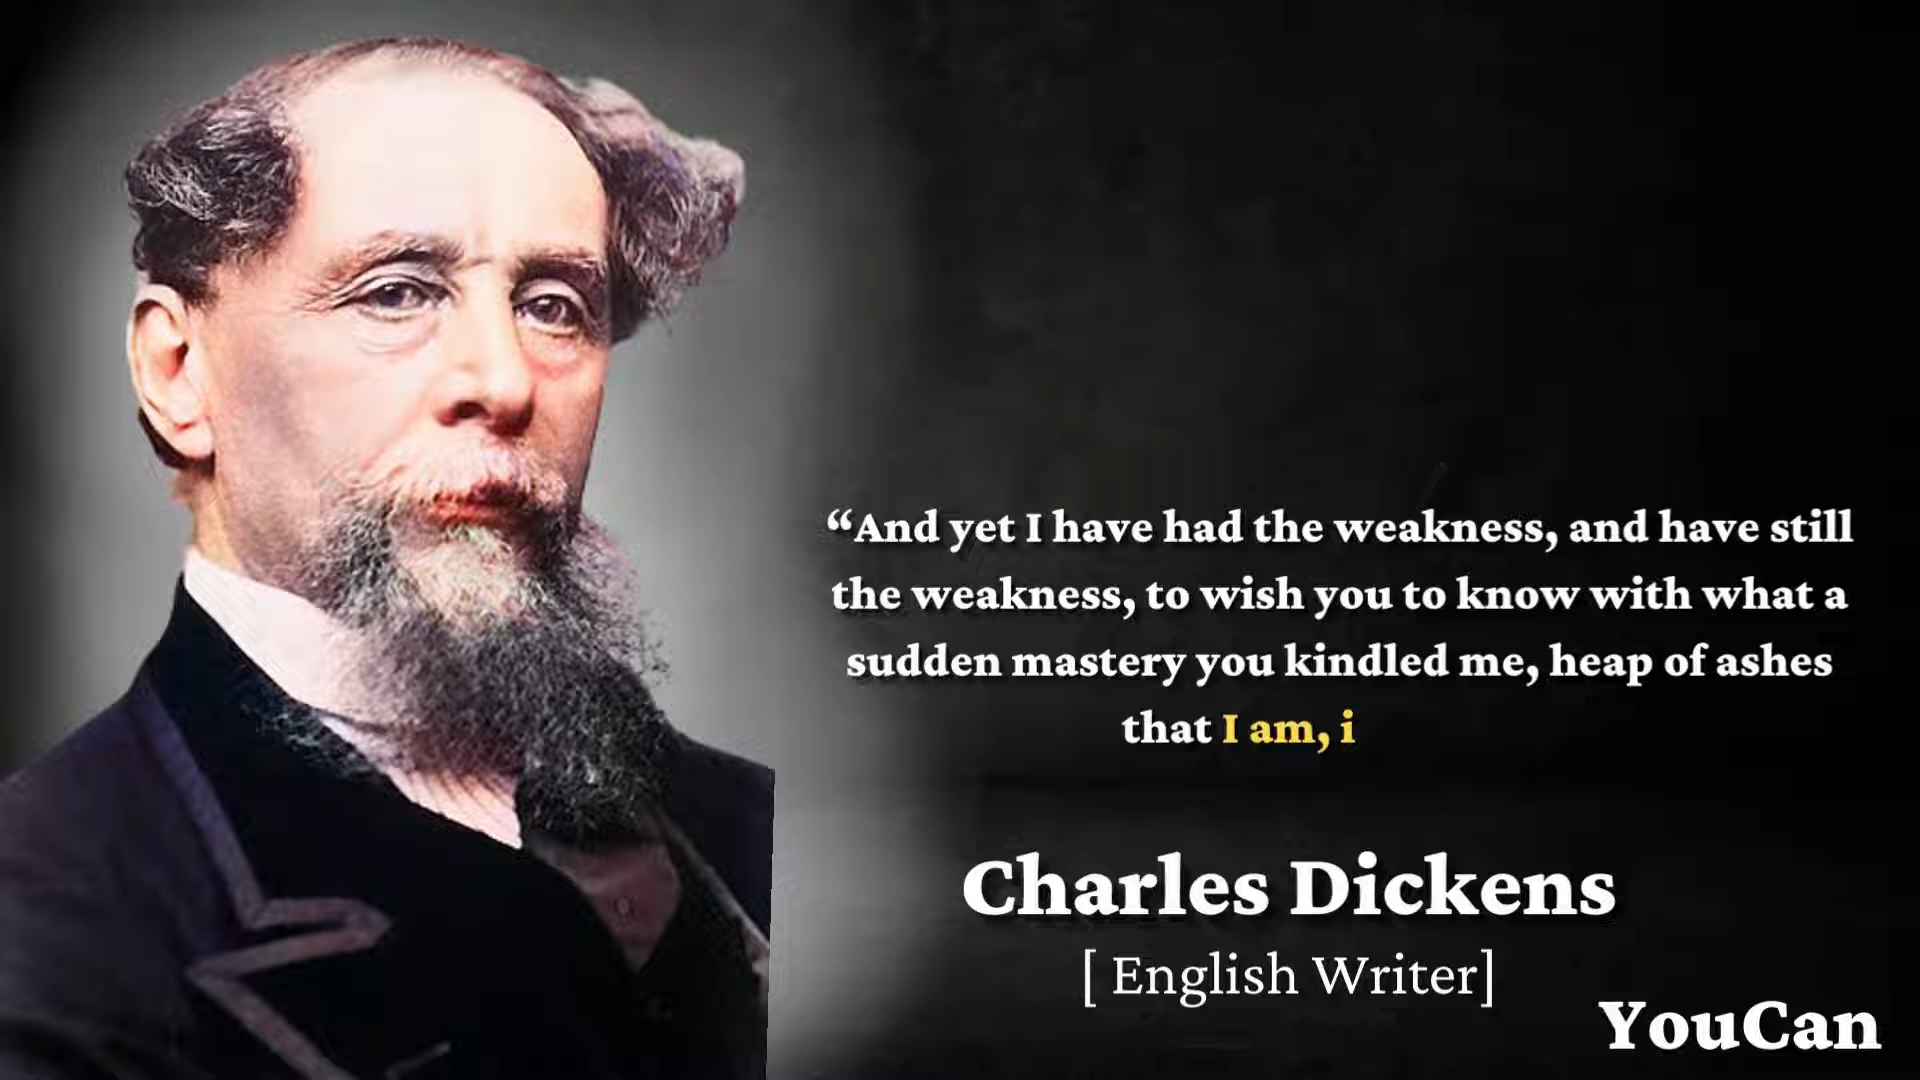 “And yet I have had the weakness, and have still
the weakness, to wish you to know with what a
sudden mastery you kindled me, heap of ashes
that I am, i
Charles Dickens
[ English Writer]
YouCan